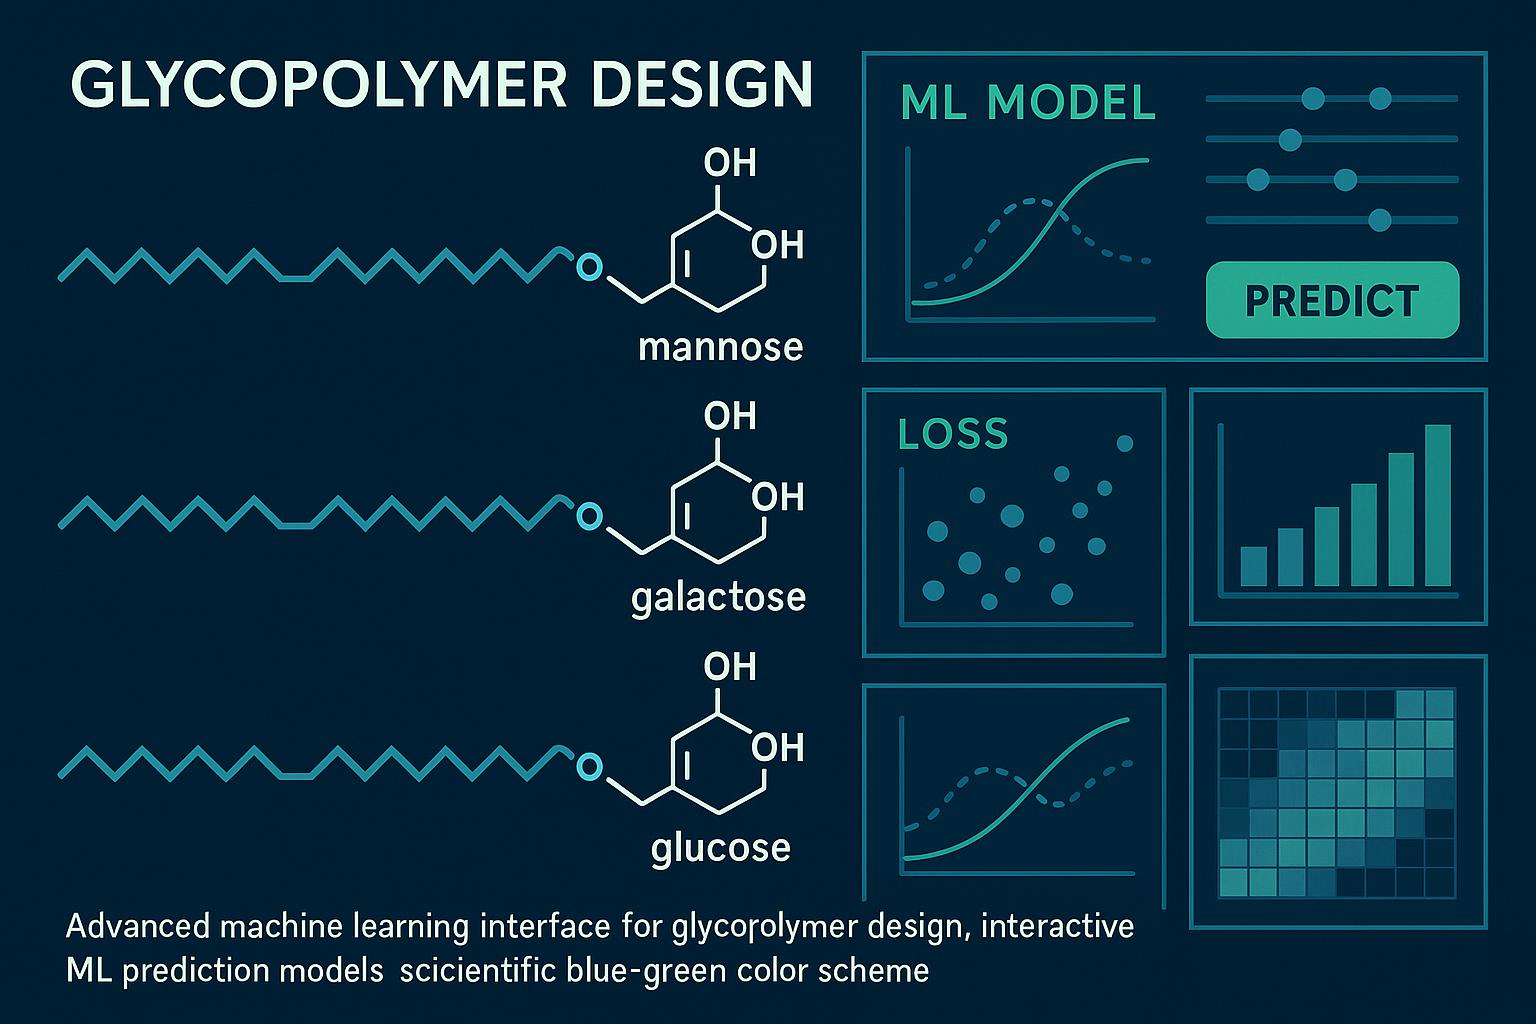 GLYCOPOLYMER DESIGN
OH
O
OH
mannose
OH
O
OH
galactose
OH
O
OH
glucose
ML MODEL
PREDICT
LOSS
Advanced machine learning interface for glycorolymer design, interactive
ML prediction models scicientific blue-green color scheme